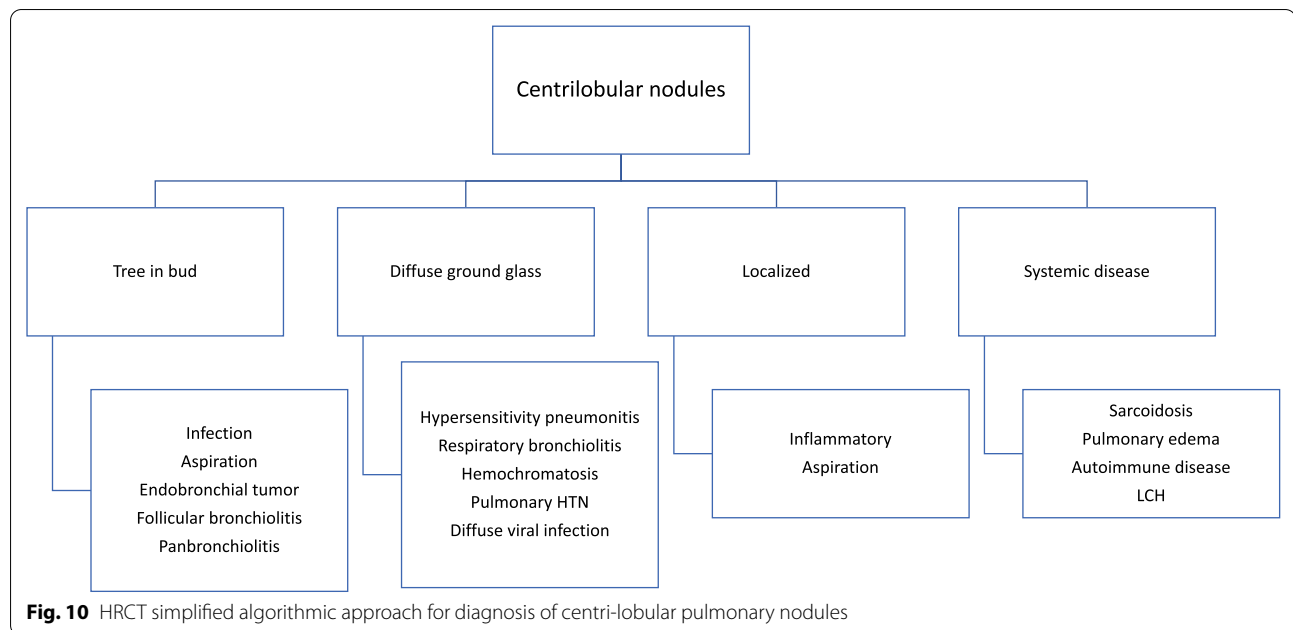 Centrilobular nodules
Tree in bud
Diffuse ground glass
Localized
Systemic disease
Infection
Aspiration
Endobronchial tumor
Follicular bronchiolitis
Panbronchiolitis
Hypersensitivity pneumonitis
Respiratory bronchiolitis
Hemochromatosis
Pulmonary HTN
Diffuse viral infection
Inflammatory
Aspiration
Sarcoidosis
Pulmonary edema
Autoimmune disease
LCH
Fig. 10 HRCT simplified algorithmic approach for diagnosis of centri-lobular pulmonary nodules